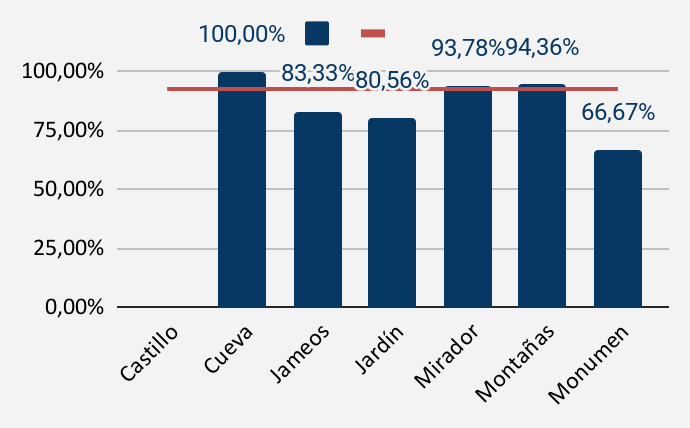 100,00%
93,78%
94,36%
83,33%
80,56%
66,67%
100,00%
75,00%
50,00%
25,00%
0,00%
Castillo
Cueva
Jameos
Jardín
Mirador
Montañas
Monumen